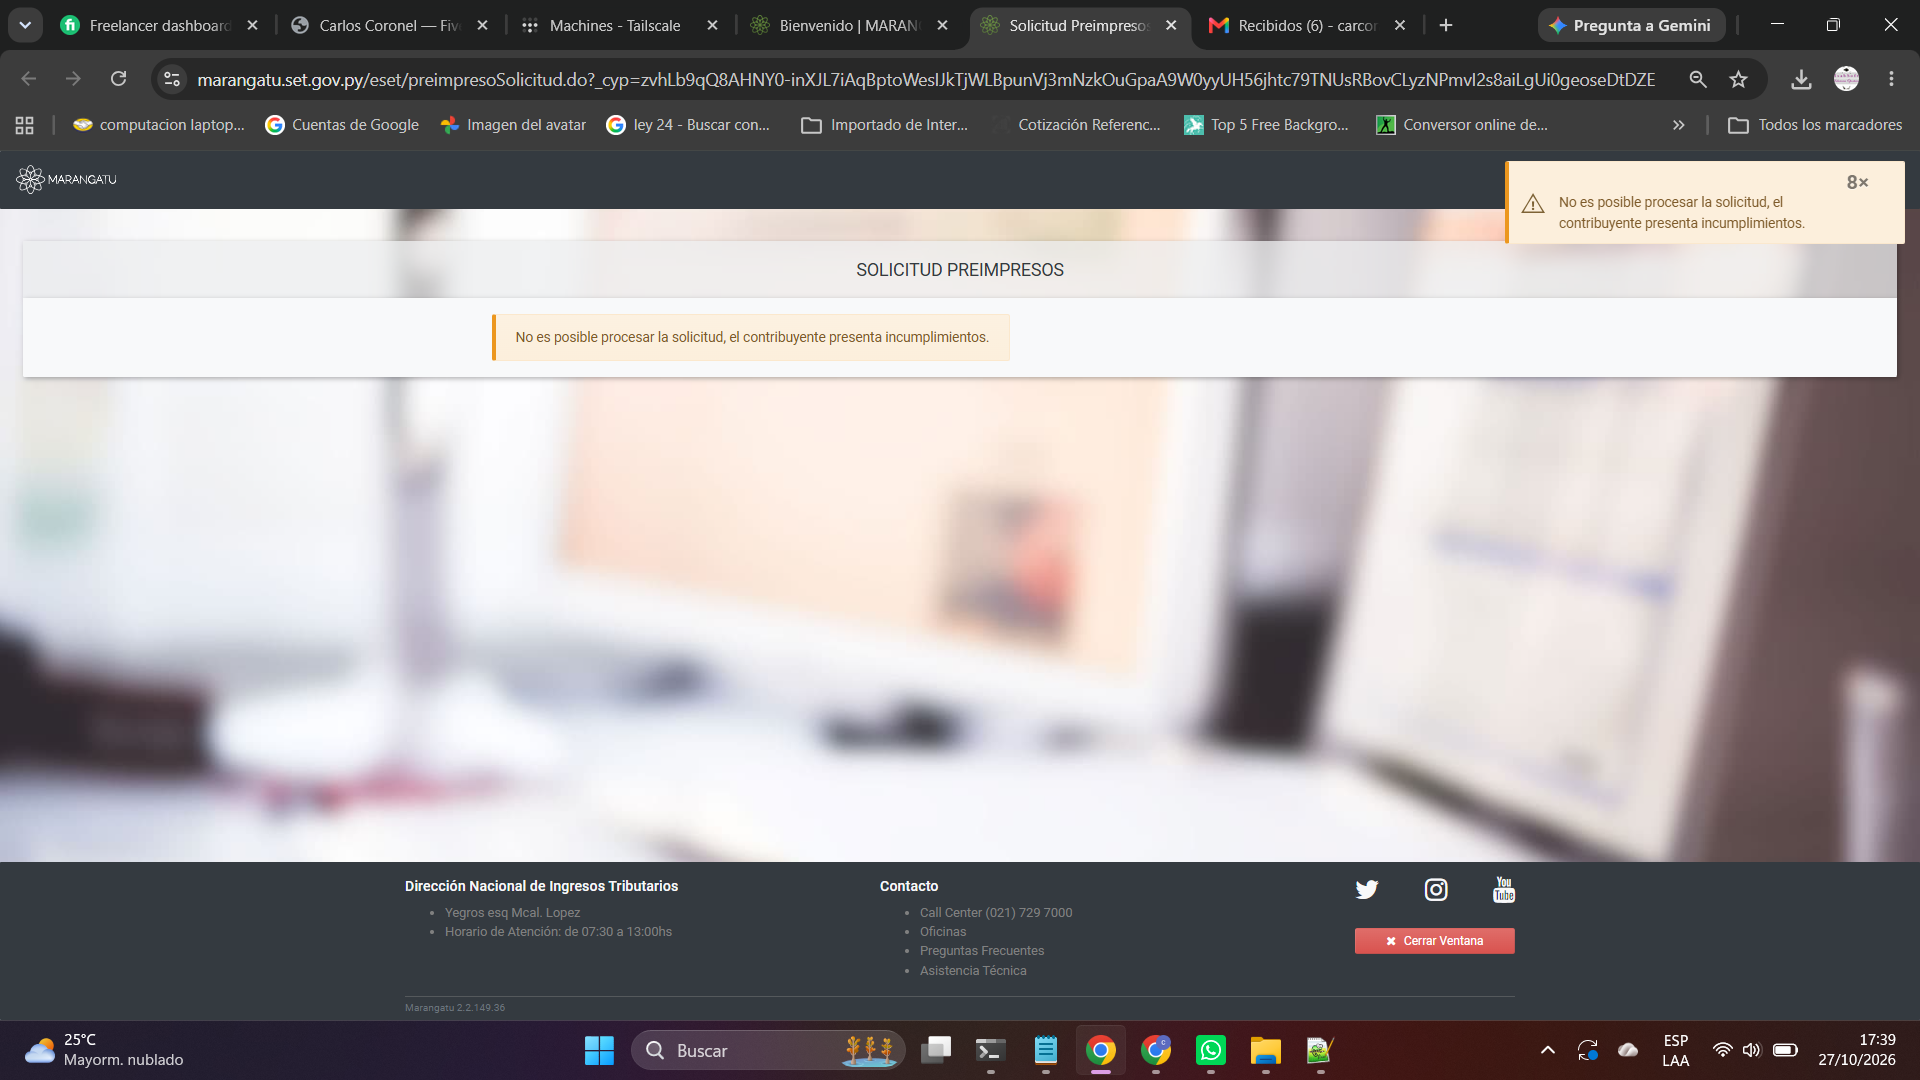 Freelancer dashboard
Carlos Coronel — Five
Machines - Tailscale
Bienvenido | MARAN
Solicitud Preimpresos
Recibidos (6) - carcor
Pregunta a Gemini
marangatu.set.gov.py/eset/preimpresoSolicitud.do?_cyp=zvhLb9qQ8AHNY0-inXJL7iAqBptoWesIJkTjWLBpunVj3mNzkOuGpaA9W0yyUH56jhtc79TNUsRBovCLyzNPmvI2s8aiLgUi0geoseDtDZE
computacion laptop...
Cuentas de Google
Imagen del avatar
ley 24 - Buscar con...
Importado de Inter...
Cotización Referenc...
Top 5 Free Backgro...
Conversor online de...
Todos los marcadores
MARANGATU
8×
No es posible procesar la solicitud, el
contribuyente presenta incumplimientos.
SOLICITUD PREIMPRESOS
No es posible procesar la solicitud, el contribuyente presenta incumplimientos.
Dirección Nacional de Ingresos Tributarios
Yegros esq Mcal. Lopez
Horario de Atención: de 07:30 a 13:00hs
Contacto
Call Center (021) 729 7000
Oficinas
Preguntas Frecuentes
Asistencia Técnica
You
Tube
Cerrar Ventana
Marangatu 2.2.149.36
25°C
Mayorm. nublado
Buscar
ESP
LAA
17:39
27/10/2026